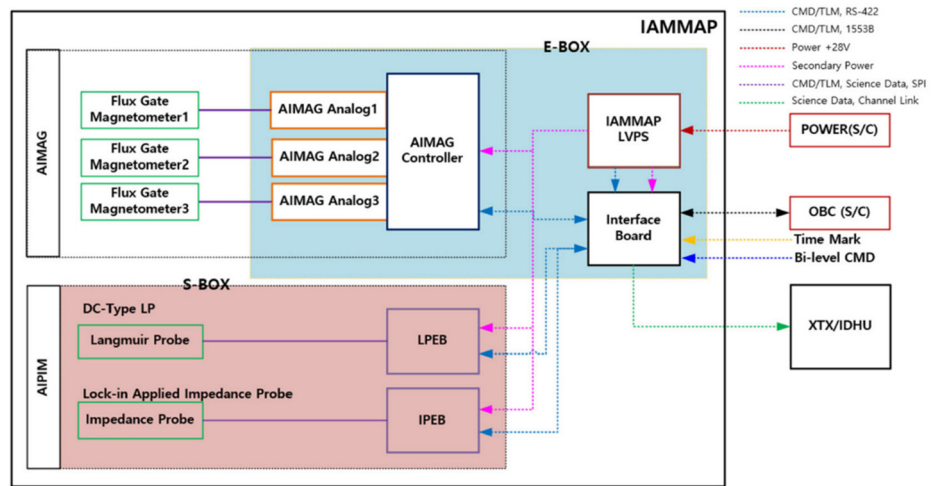 IAMMAP
CMD/TLM, RS-422
CMD/TLM, 1553B
Power +28V
Secondary Power
CMD/TLM, Science Data, SPI
Science Data, Channel Link
E-BOX
AIMAG
Flux Gate
Magnetometer1
Flux Gate
Magnetometer2
Flux Gate
Magnetometer3
AIMAG Analog1
AIMAG Analog2
AIMAG Analog3
AIMAG
Controller
IAMMAP
LVPS
Interface
Board
POWER(S/C)
OBC (S/C)
Time Mark
Bi-level CMD
XTX/IDHU
S-BOX
AIPIM
DC-Type LP
Langmuir Probe
LPEB
Lock-in Applied Impedance Probe
Impedance Probe
IPEB